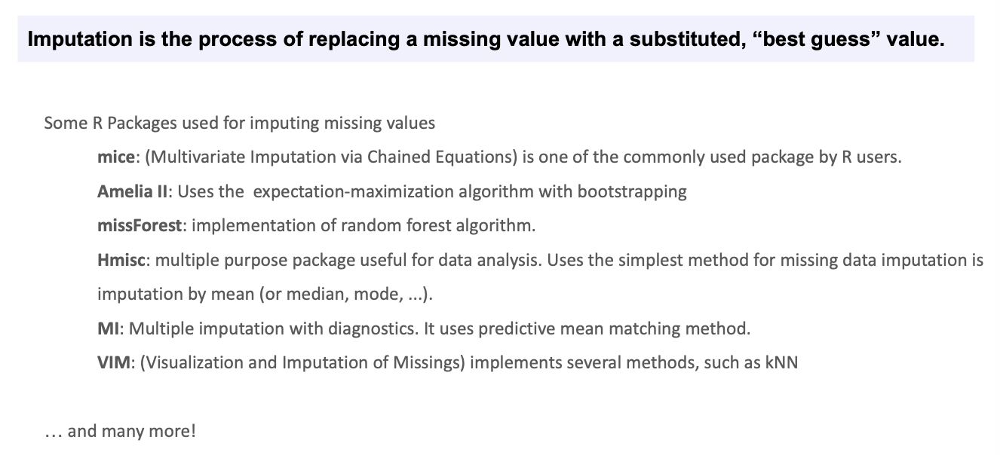 Imputation is the process of replacing a missing value with a substituted, “best guess” value.
Some R Packages used for imputing missing values
mice: (Multivariate Imputation via Chained Equations) is one of the commonly used package by R users.
Amelia II: Uses the  expectation-maximization algorithm with bootstrapping
missForest: implementation of random forest algorithm.
Hmisc: multiple purpose package useful for data analysis. Uses the simplest method for missing data imputation is
imputation by mean (or median, mode, ...).
MI: Multiple imputation with diagnostics. It uses predictive mean matching method.
VIM: (Visualization and Imputation of Missings) implements several methods, such as kNN
… and many more!